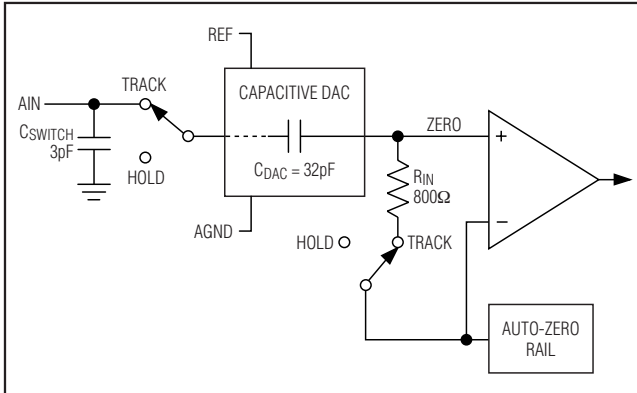 REF
TRACK
CAPACITIVE DAC
AIN
ZERO
+
CSWITCH
3pF
CDAC = 32pF
HOLD
RIN
800Ω
−
AGND
HOLD
TRACK
AUTO-ZERO
RAIL